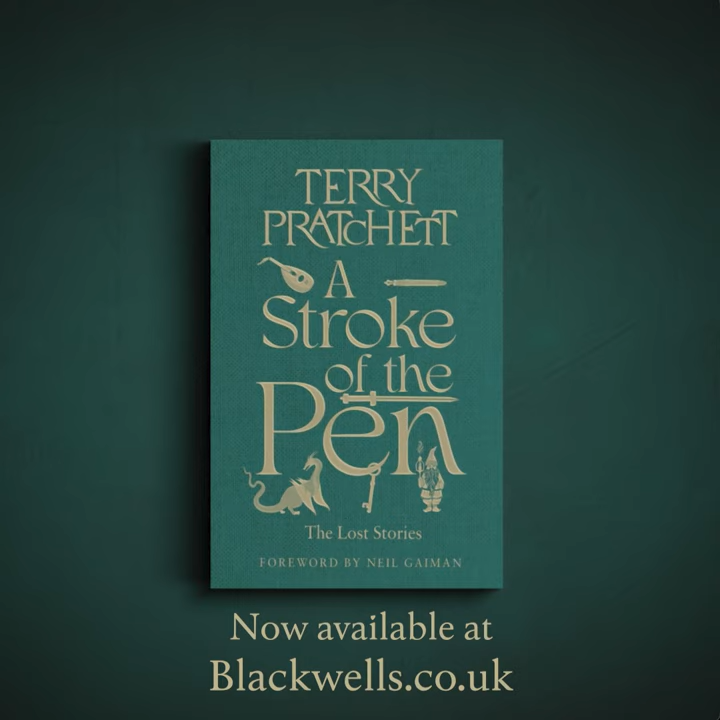 TERRY
PRATCHETT
A
Stroke
of the
Pen
The Lost Stories
FOREWORD BY NEIL GAIMAN
Now available at
Blackwells.co.uk